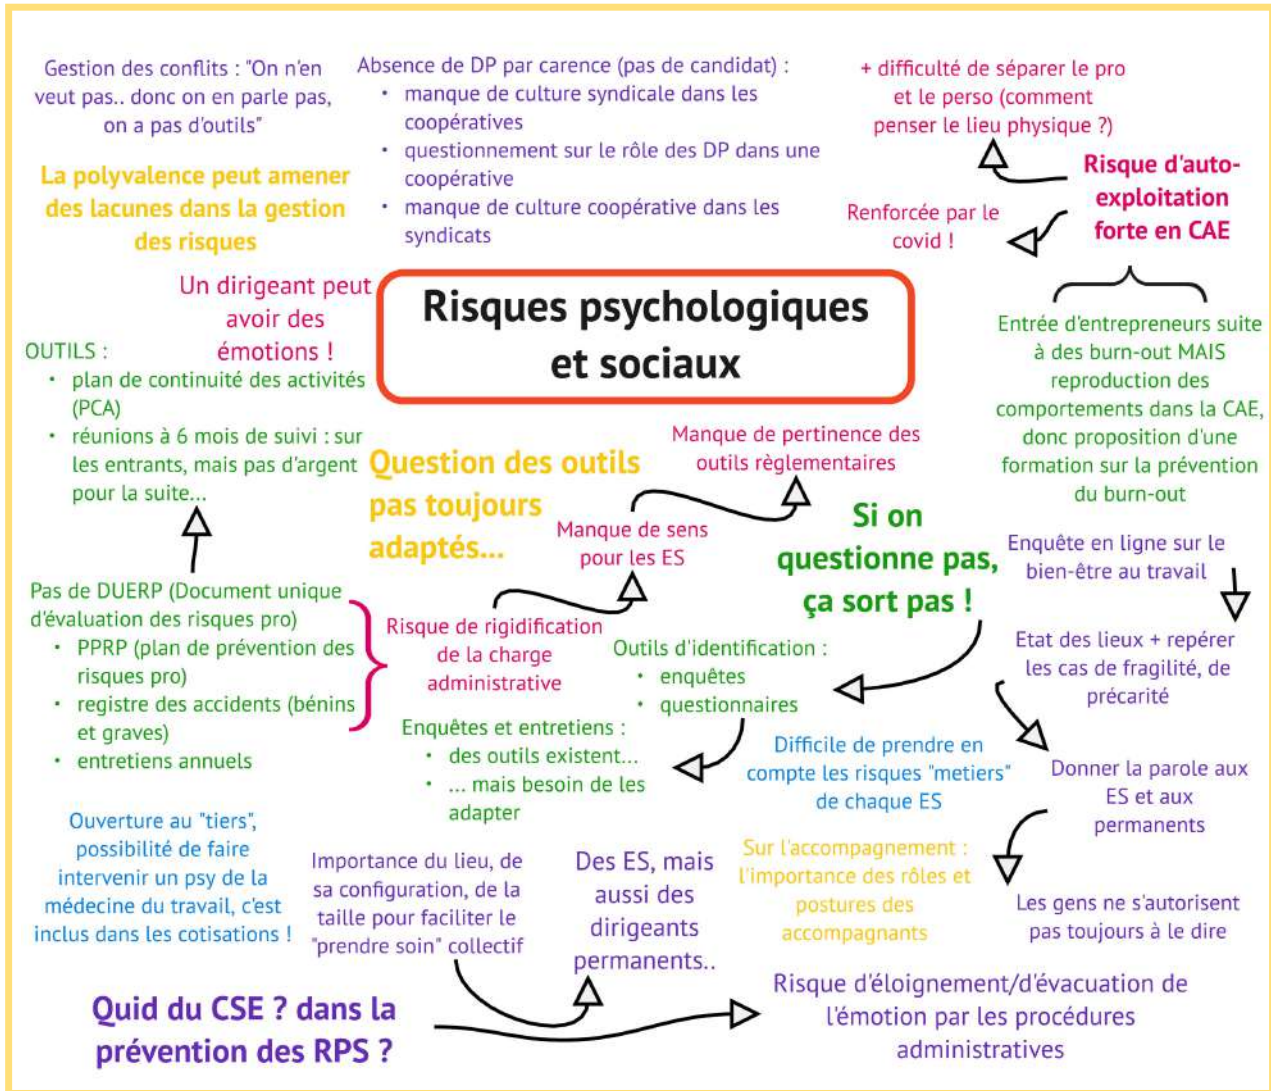 Gestion des conflits : "On n'en
veut pas.. donc on en parle pas,
on a pas d'outils"
Absence de DP par carence (pas de candidat) :
• manque de culture syndicale dans les
coopératives
• questionnement sur le rôle des DP dans une
coopérative
• manque de culture coopérative dans les
syndicats
+ difficulté de séparer le pro
et le perso (comment
penser le lieu physique ?)
Risque d'auto-
exploitation
forte en CAE
Renforcée par le
covid !
La polyvalence peut amener
des lacunes dans la gestion
des risques
Un dirigeant peut
avoir des
émotions !
Risques psychologiques
et sociaux
Entrée d'entrepreneurs suite
à des burn-out MAIS
reproduction des
comportements dans la CAE,
donc proposition d'une
formation sur la prévention
du burn-out
OUTILS :
• plan de continuité des activités
(PCA)
• réunions à 6 mois de suivi : sur
les entrants, mais pas d'argent
pour la suite...
Question des outils
pas toujours
adaptés...
Manque de pertinence des
outils règlementaires
Manque de sens
pour les ES
Si on
questionne pas,
ça sort pas !
Enquête en ligne sur le
bien-être au travail
Pas de DUERP (Document unique
d'évaluation des risques pro)
• PPRP (plan de prévention des
risques pro)
• registre des accidents (bénins
et graves)
• entretiens annuels
Risque de rigidification
de la charge
administrative
Outils d'identification :
• enquêtes
• questionnaires
Etat des lieux + repérer
les cas de fragilité, de
précarité
Enquêtes et entretiens :
• des outils existent...
• ... mais besoin de les
adapter
Difficile de prendre en
compte les risques "metiers"
de chaque ES
Donner la parole aux
ES et aux
permanents
Ouverture au "tiers",
possibilité de faire
intervenir un psy de la
médecine du travail, c'est
inclus dans les cotisations !
Importance du lieu, de
sa configuration, de la
taille pour faciliter le
"prendre soin" collectif
Des ES, mais
aussi des
dirigeants
permanents..
Sur l'accompagnement :
l'importance des rôles et
postures des
accompagnants
Les gens ne s'autorisent
pas toujours à le dire
Quid du CSE ? dans la
prévention des RPS ?
Risque d'éloignement/d'évacuation de
l'émotion par les procédures
administratives